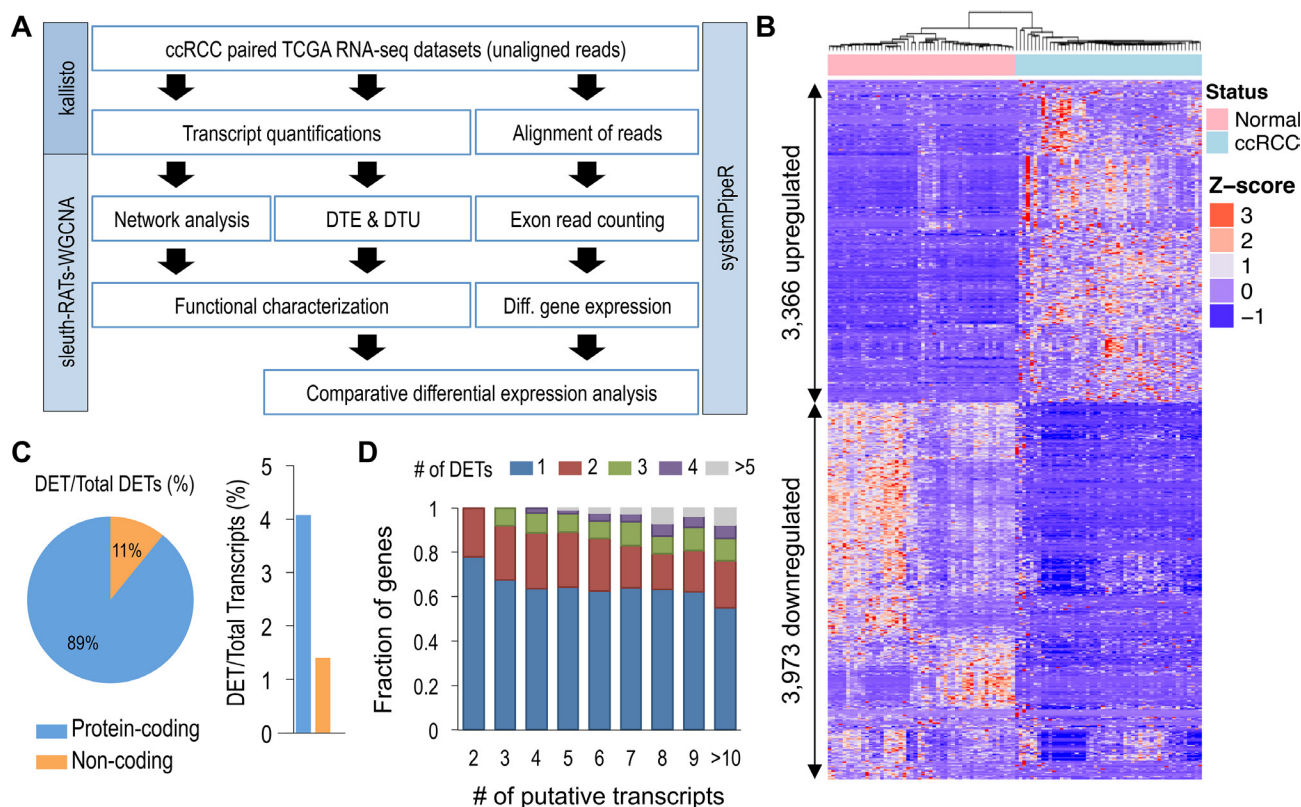 A
kallisto
sleuth-RATs-WGCNA
systemPipeR
ccRCC paired TCGA RNA-seq datasets (unaligned reads)
Transcript quantifications
Alignment of reads
Network analysis
DTE & DTU
Exon read counting
Functional characterization
Diff. gene expression
Comparative differential expression analysis
B
3,366 upregulated
3,973 downregulated
Status
Normal
ccRCC
Z-score
3
2
1
0
−1
C
DET/Total DETs (%)
11%
89%
Protein-coding
Non-coding
DET/Total Transcripts (%)
5
4
3
2
1
0
D
# of DETs 1 2 3 4 >5
Fraction of genes
1
0.8
0.6
0.4
0.2
0
2 3 4 5 6 7 8 9 >10
# of putative transcripts